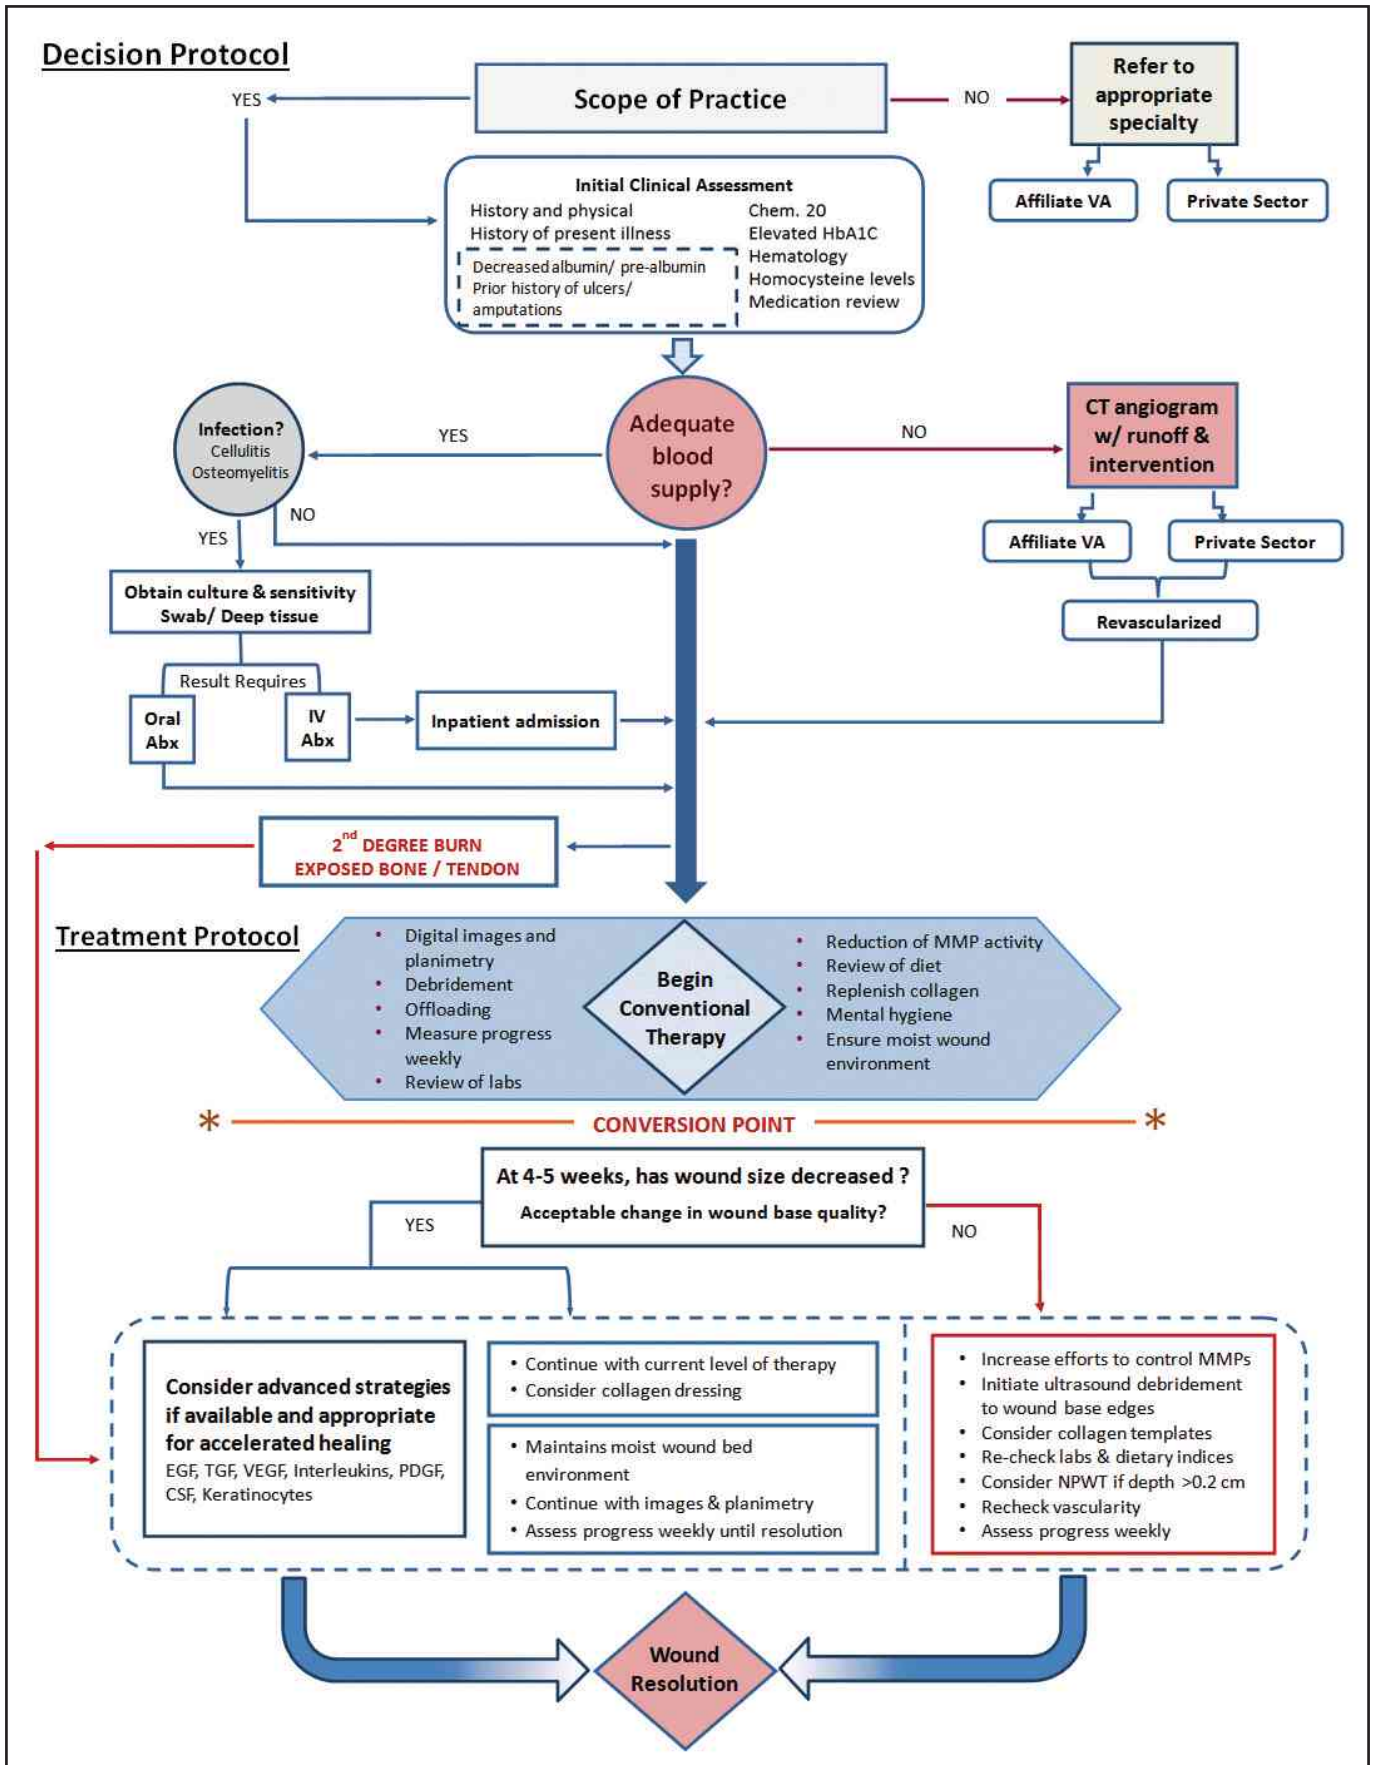 Decision Protocol
YES
Scope of Practice
NO
Refer to
appropriate
specialty
Affiliate VA
Private Sector
Initial Clinical Assessment
History and physical
History of present illness
Decreased albumin/ pre-albumin
Prior history of ulcers/
amputations
Chem. 20
Elevated HbA1C
Hematology
Homocysteine levels
Medication review
Infection?
Cellulitis
Osteomyelitis
YES
Adequate
blood
supply?
NO
CT angiogram
w/ runoff &
intervention
NO
YES
Affiliate VA
Private Sector
Obtain culture & sensitivity
Swab/ Deep tissue
Revascularized
Result Requires
Oral
Abx
IV
Abx
Inpatient admission
2nd DEGREE BURN
EXPOSED BONE / TENDON
Treatment Protocol
• Digital images and
planimetry
• Debridement
• Offloading
• Measure progress
weekly
• Review of labs
Begin
Conventional
Therapy
• Reduction of MMP activity
• Review of diet
• Replenish collagen
• Mental hygiene
• Ensure moist wound
environment
* CONVERSION POINT *
At 4-5 weeks, has wound size decreased ?
Acceptable change in wound base quality?
YES
NO
Consider advanced strategies
if available and appropriate
for accelerated healing
EGF, TGF, VEGF, Interleukins, PDGF,
CSF, Keratinocytes
• Continue with current level of therapy
• Consider collagen dressing
• Maintains moist wound bed
environment
• Continue with images & planimetry
• Assess progress weekly until resolution
• Increase efforts to control MMPs
• Initiate ultrasound debridement
to wound base edges
• Consider collagen templates
• Re-check labs & dietary indices
• Consider NPWT if depth >0.2 cm
• Recheck vascularity
• Assess progress weekly
Wound
Resolution